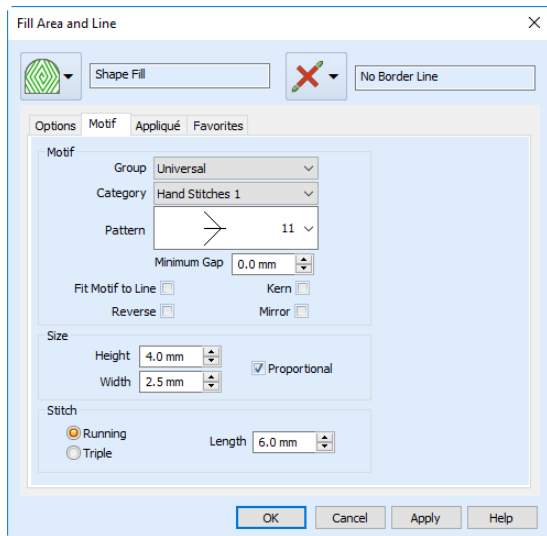 Fill Area and Line
Shape Fill
No Border Line
Options Motif Appliqué Favorites
Motif
Group Universal
Category Hand Stitches 1
Pattern 11
Minimum Gap 0.0 mm
Fit Motif to Line Kern
Reverse Mirror
Size
Height 4.0 mm
Proportional
Width 2.5 mm
Stitch
Running
Length 6.0 mm
Triple
OK Cancel Apply Help